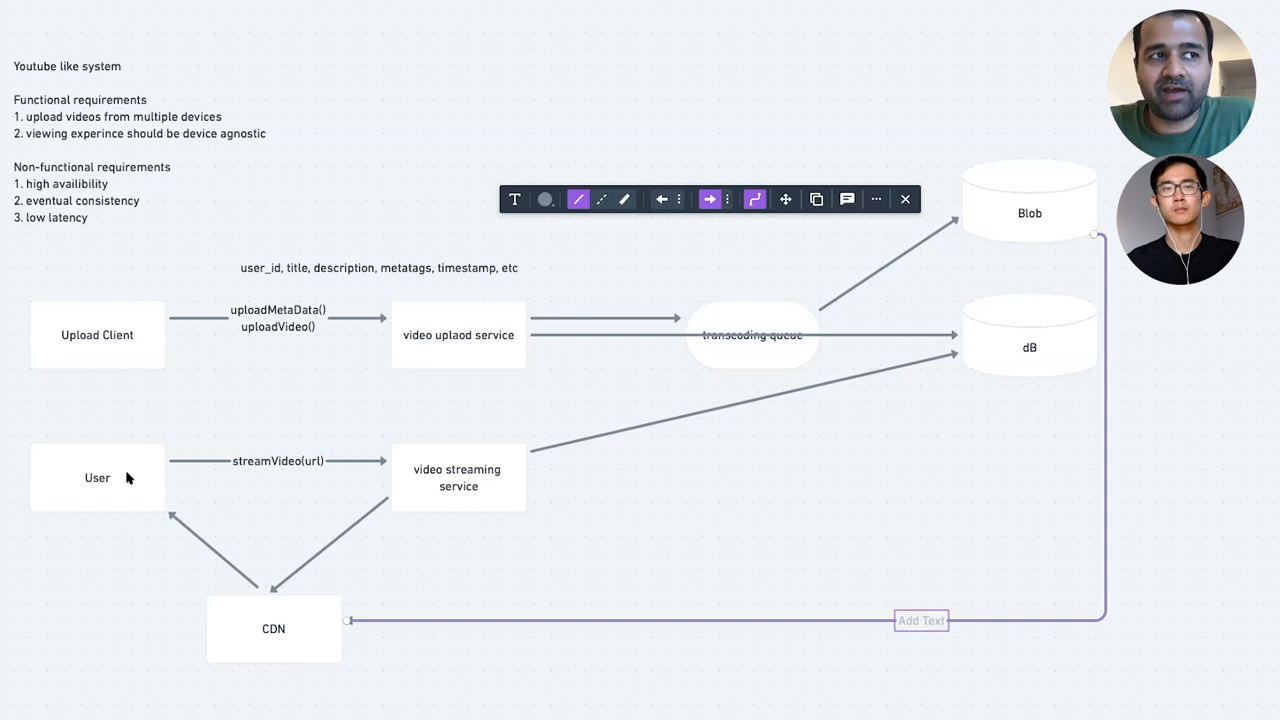 Youtube like system
Functional requirements
1. upload videos from multiple devices
2. viewing experince should be device agnostic
Non-functional requirements
1. high availibility
2. eventual consistency
3. low latency
T
Blob
user_id, title, description, metatags, timestamp, etc
Upload Client
uploadMetaData()
uploadVideo()
video uplaod service
transcoding queue
dB
User
streamVideo(url)
video streaming
service
CDN
Add Text